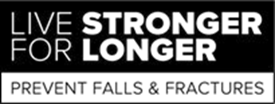 LIVE STRONGER
FOR LONGER
PREVENT FALLS & FRACTURES